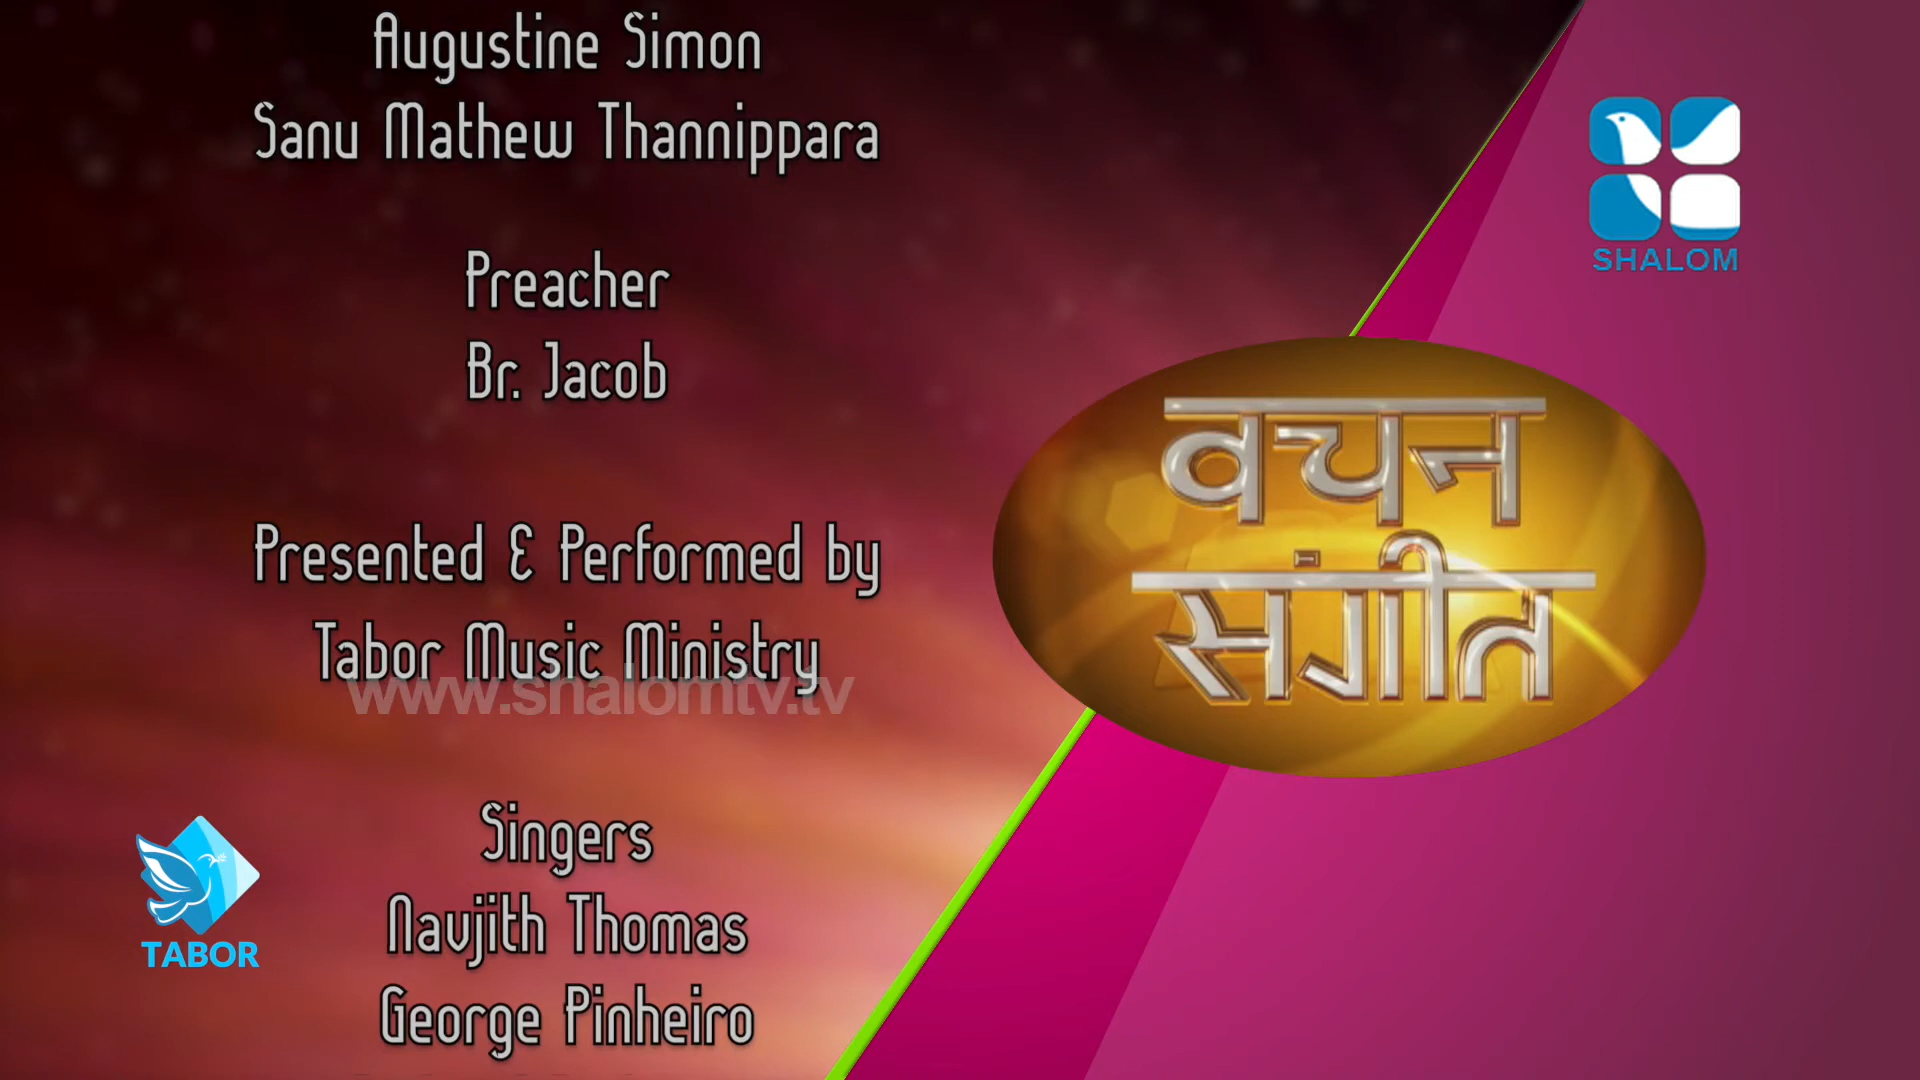 Augustine Simon
Sanu Mathew Thannippara
Preacher
Br. Jacob
Presented & Performed by
Tabor Music Ministry
www.shalomtv.tv
Singers
Navjith Thomas
George Pinheiro
TABOR
SHALOM
वचन
संगीत